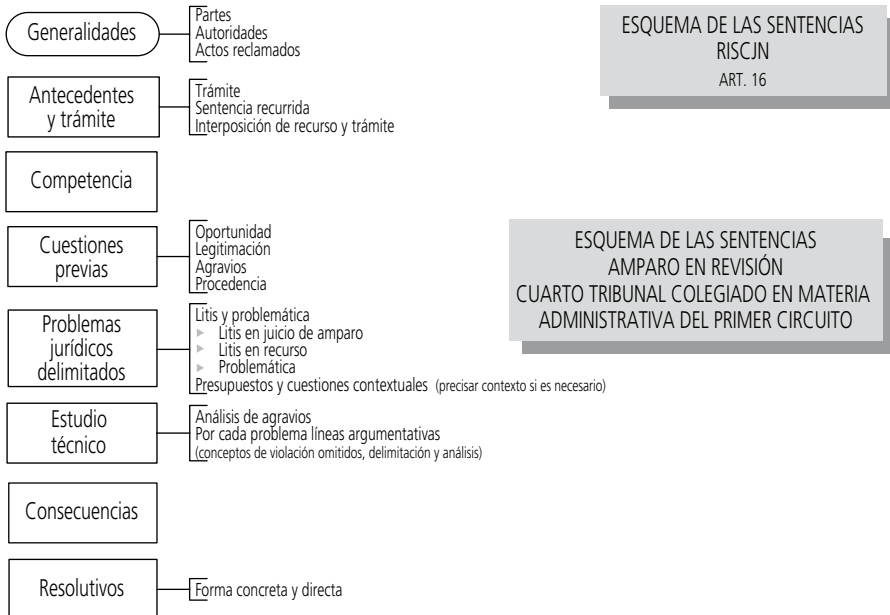 Generalidades
Partes
Autoridades
Actos reclamados
ESQUEMA DE LAS SENTENCIAS
RISCJN
ART. 16
Antecedentes
y trámite
Trámite
Sentencia recurrida
Interposición de recurso y trámite
Competencia
Cuestiones
previas
Oportunidad
Legitimación
Agravios
Procedencia
ESQUEMA DE LAS SENTENCIAS
AMPARO EN REVISIÓN
CUARTO TRIBUNAL COLEGIADO EN MATERIA
ADMINISTRATIVA DEL PRIMER CIRCUITO
Problemas
jurídicos
delimitados
Litis y problemática
Litis en juicio de amparo
Litis en recurso
Problemática
Presupuestos y cuestiones contextuales (precisar contexto si es necesario)
Estudio
técnico
Análisis de agravios
Por cada problema líneas argumentativas
(conceptos de violación omitidos, delimitación y análisis)
Consecuencias
Resolutivos
Forma concreta y directa